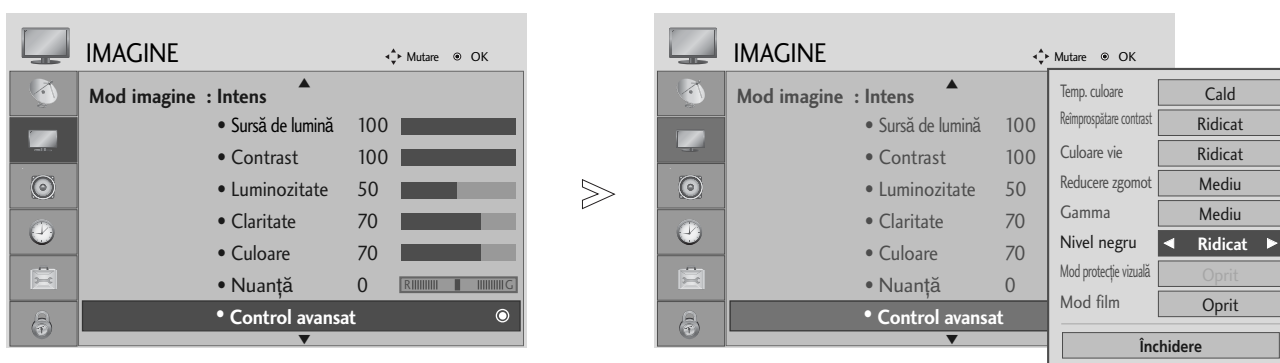 IMAGINE
Mutare OK
Mod imagine : Intens
• Sursă de lumină 100
• Contrast 100
• Luminozitate 50
• Claritate 70
• Culoare 70
• Nuanță 0 R G
• Control avansat
IMAGINE
Mutare OK
Mod imagine : Intens
• Sursă de lumină 100
• Contrast 100
• Luminozitate 50
• Claritate 70
• Culoare 70
• Nuanță 0
• Control avansat
Temp. culoare Cald
Reîmprospătare contrast Ridicat
Culoare vie Ridicat
Reducere zgomot Mediu
Gamma Mediu
Nivel negru ◄ Ridicat ►
Mod protecţie vizuală Oprit
Mod film Oprit
Închidere